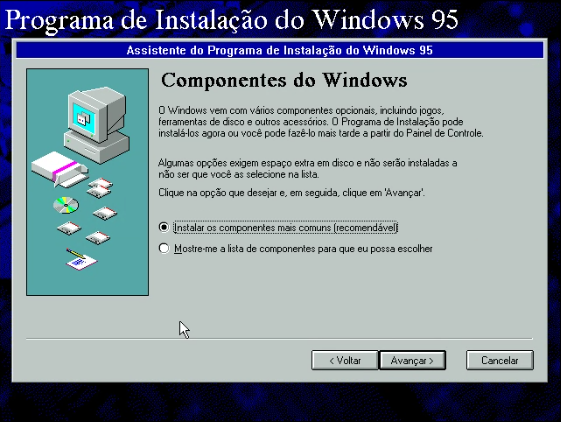 Programa de Instalação do Windows 95
Assistente do Programa de Instalação do Windows 95
Componentes do Windows
O Windows vem com vários componentes opcionais, incluindo jogos,
ferramentas de disco e outros acessórios. O Programa de Instalação pode
instalá-los agora ou você pode fazê-lo mais tarde a partir do Painel de Controle.
Algumas opções exigem espaço extra em disco e não serão instaladas a
não ser que você as selecione na lista.
Clique na opção que desejar e, em seguida, clique em 'Avançar'.
Instalar os componentes mais comuns (recomendável)
Mostre-me a lista de componentes para que eu possa escolher
< Voltar
Avançar >
Cancelar